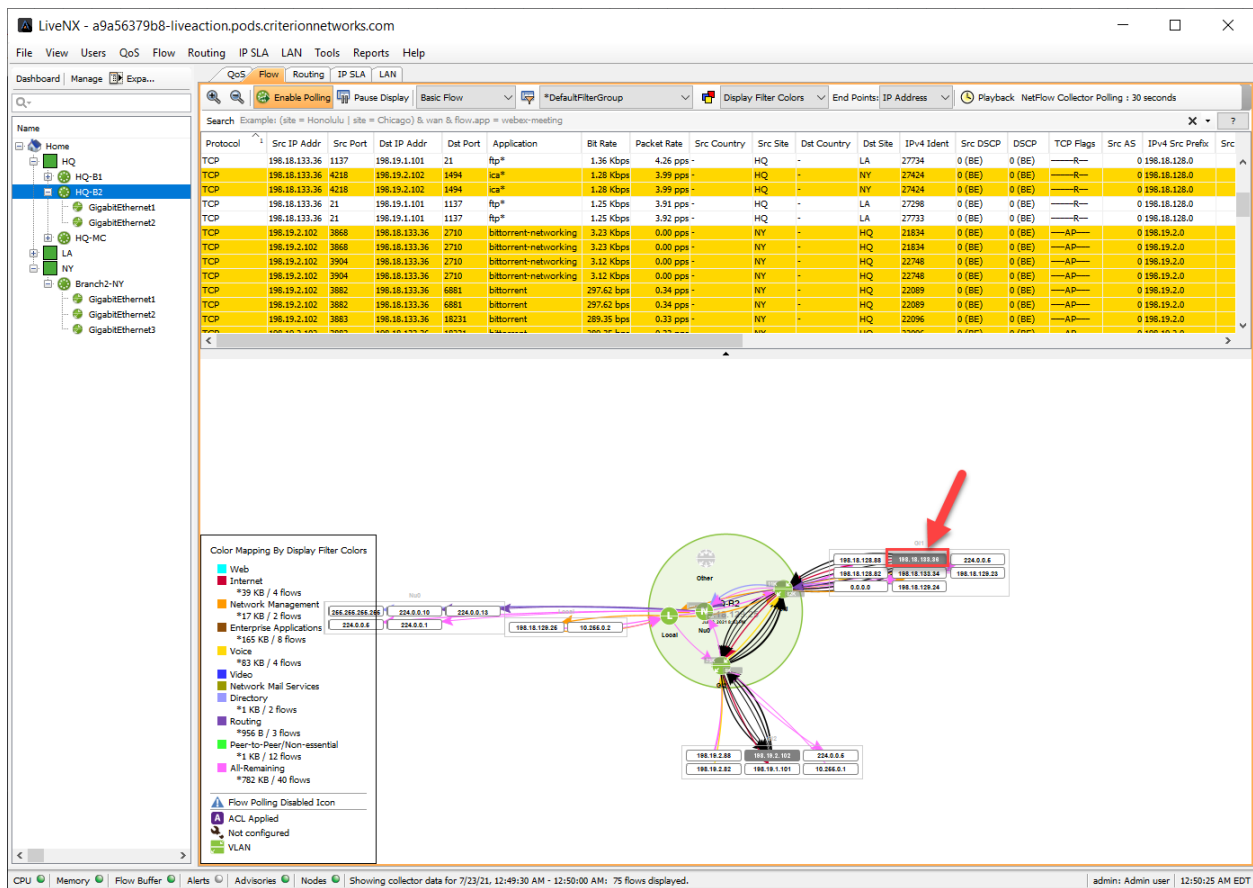 LiveNX - a9a56379b8-liveaction.pods.criterionnetworks.com
File View Users QoS Flow Routing IP SLA LAN Tools Reports Help
Dashboard Manage Expa...
QoS Flow Routing IP SLA LAN
Enable Polling Pause Display Basic Flow *DefaultFilterGroup Display Filter Colors End Points: IP Address Playback NetFlow Collector Polling : 30 seconds
Search Example: (site = Honolulu | site = Chicago) & wan & flow.app = webex-meeting ?
Name
Home
HQ
HQ-B1
HQ-B2
GigabitEthernet1
GigabitEthernet2
HQ-MC
LA
NY
Branch2-NY
GigabitEthernet1
GigabitEthernet2
GigabitEthernet3
Protocol 1 Src IP Addr Src Port Dst IP Addr Dst Port Application Bit Rate Packet Rate Src Country Src Site Dst Country Dst Site IPv4 Ident Src DSCP DSCP TCP Flags Src AS IPv4 Src Prefix Src
TCP 198.18.133.36 1137 198.19.1.101 21 ftp* 1.36 Kbps 4.26 pps - HQ - LA 27734 0 (BE) 0 (BE) ----R-- 0 198.18.128.0
TCP 198.18.133.36 4218 198.19.2.102 1494 ica* 1.28 Kbps 3.99 pps - HQ - NY 27424 0 (BE) 0 (BE) ----R-- 0 198.18.128.0
TCP 198.18.133.36 4218 198.19.2.102 1494 ica* 1.28 Kbps 3.99 pps - HQ - NY 27424 0 (BE) 0 (BE) ----R-- 0 198.18.128.0
TCP 198.18.133.36 21 198.19.1.101 1137 ftp* 1.25 Kbps 3.91 pps - HQ - LA 27298 0 (BE) 0 (BE) ----R-- 0 198.18.128.0
TCP 198.18.133.36 21 198.19.1.101 1137 ftp* 1.25 Kbps 3.92 pps - HQ - LA 27733 0 (BE) 0 (BE) ----R-- 0 198.18.128.0
TCP 198.19.2.102 3868 198.18.133.36 2710 bittorrent-networking 3.23 Kbps 0.00 pps - NY - HQ 21834 0 (BE) 0 (BE) --AP--- 0 198.19.2.0
TCP 198.19.2.102 3868 198.18.133.36 2710 bittorrent-networking 3.23 Kbps 0.00 pps - NY - HQ 21834 0 (BE) 0 (BE) --AP--- 0 198.19.2.0
TCP 198.19.2.102 3904 198.18.133.36 2710 bittorrent-networking 3.12 Kbps 0.00 pps - NY - HQ 22748 0 (BE) 0 (BE) --AP--- 0 198.19.2.0
TCP 198.19.2.102 3904 198.18.133.36 2710 bittorrent-networking 3.12 Kbps 0.00 pps - NY - HQ 22748 0 (BE) 0 (BE) --AP--- 0 198.19.2.0
TCP 198.19.2.102 3882 198.18.133.36 6881 bittorrent 297.62 bps 0.34 pps - NY - HQ 22089 0 (BE) 0 (BE) --AP--- 0 198.19.2.0
TCP 198.19.2.102 3882 198.18.133.36 6881 bittorrent 297.62 bps 0.34 pps - NY - HQ 22089 0 (BE) 0 (BE) --AP--- 0 198.19.2.0
TCP 198.19.2.102 3883 198.18.133.36 18231 bittorrent 289.35 bps 0.33 pps - NY - HQ 22096 0 (BE) 0 (BE) --AP--- 0 198.19.2.0
Color Mapping By Display Filter Colors
Web
Internet
*39 KB / 4 flows
Network Management
*17 KB / 2 flows
Enterprise Applications
*165 KB / 8 flows
Voice
*83 KB / 4 flows
Video
Network Mail Services
Directory
*1 KB / 2 flows
Routing
*956 B / 3 flows
Peer-to-Peer/Non-essential
*1 KB / 12 flows
All-Remaining
*782 KB / 40 flows
Flow Polling Disabled Icon
A ACL Applied
Not configured
VLAN
Nu0
255.255.255.255 224.0.0.10 224.0.0.13
224.0.0.5 224.0.0.1
198.18.129.25 10.255.0.2
Other
L Local
N Nu0
198.18.128.88 198.18.133.36 224.0.0.5
198.18.128.82 198.18.133.34 198.18.129.23
0.0.0.0 198.18.129.24
198.19.2.88 198.19.2.102 224.0.0.5
198.19.2.82 198.19.1.101 10.255.0.1
CPU Memory Flow Buffer Alerts Advisories Nodes Showing collector data for 7/23/21, 12:49:30 AM - 12:50:00 AM: 75 flows displayed. admin: Admin user 12:50:25 AM EDT